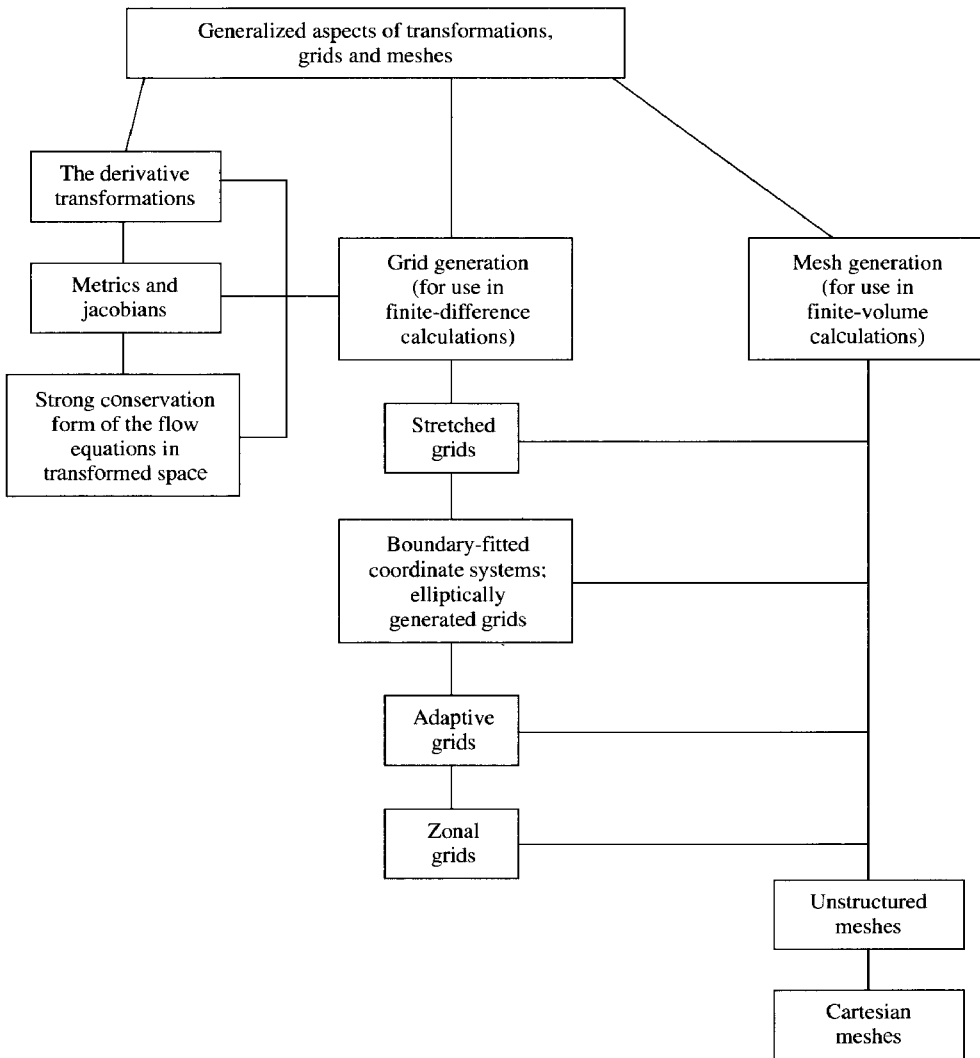 Generalized aspects of transformations,
grids and meshes
The derivative
transformations
Metrics and
jacobians
Strong conservation
form of the flow
equations in
transformed space
Grid generation
(for use in
finite-difference
calculations)
Stretched
grids
Boundary-fitted
coordinate systems;
elliptically
generated grids
Adaptive
grids
Zonal
grids
Mesh generation
(for use in
finite-volume
calculations)
Unstructured
meshes
Cartesian
meshes